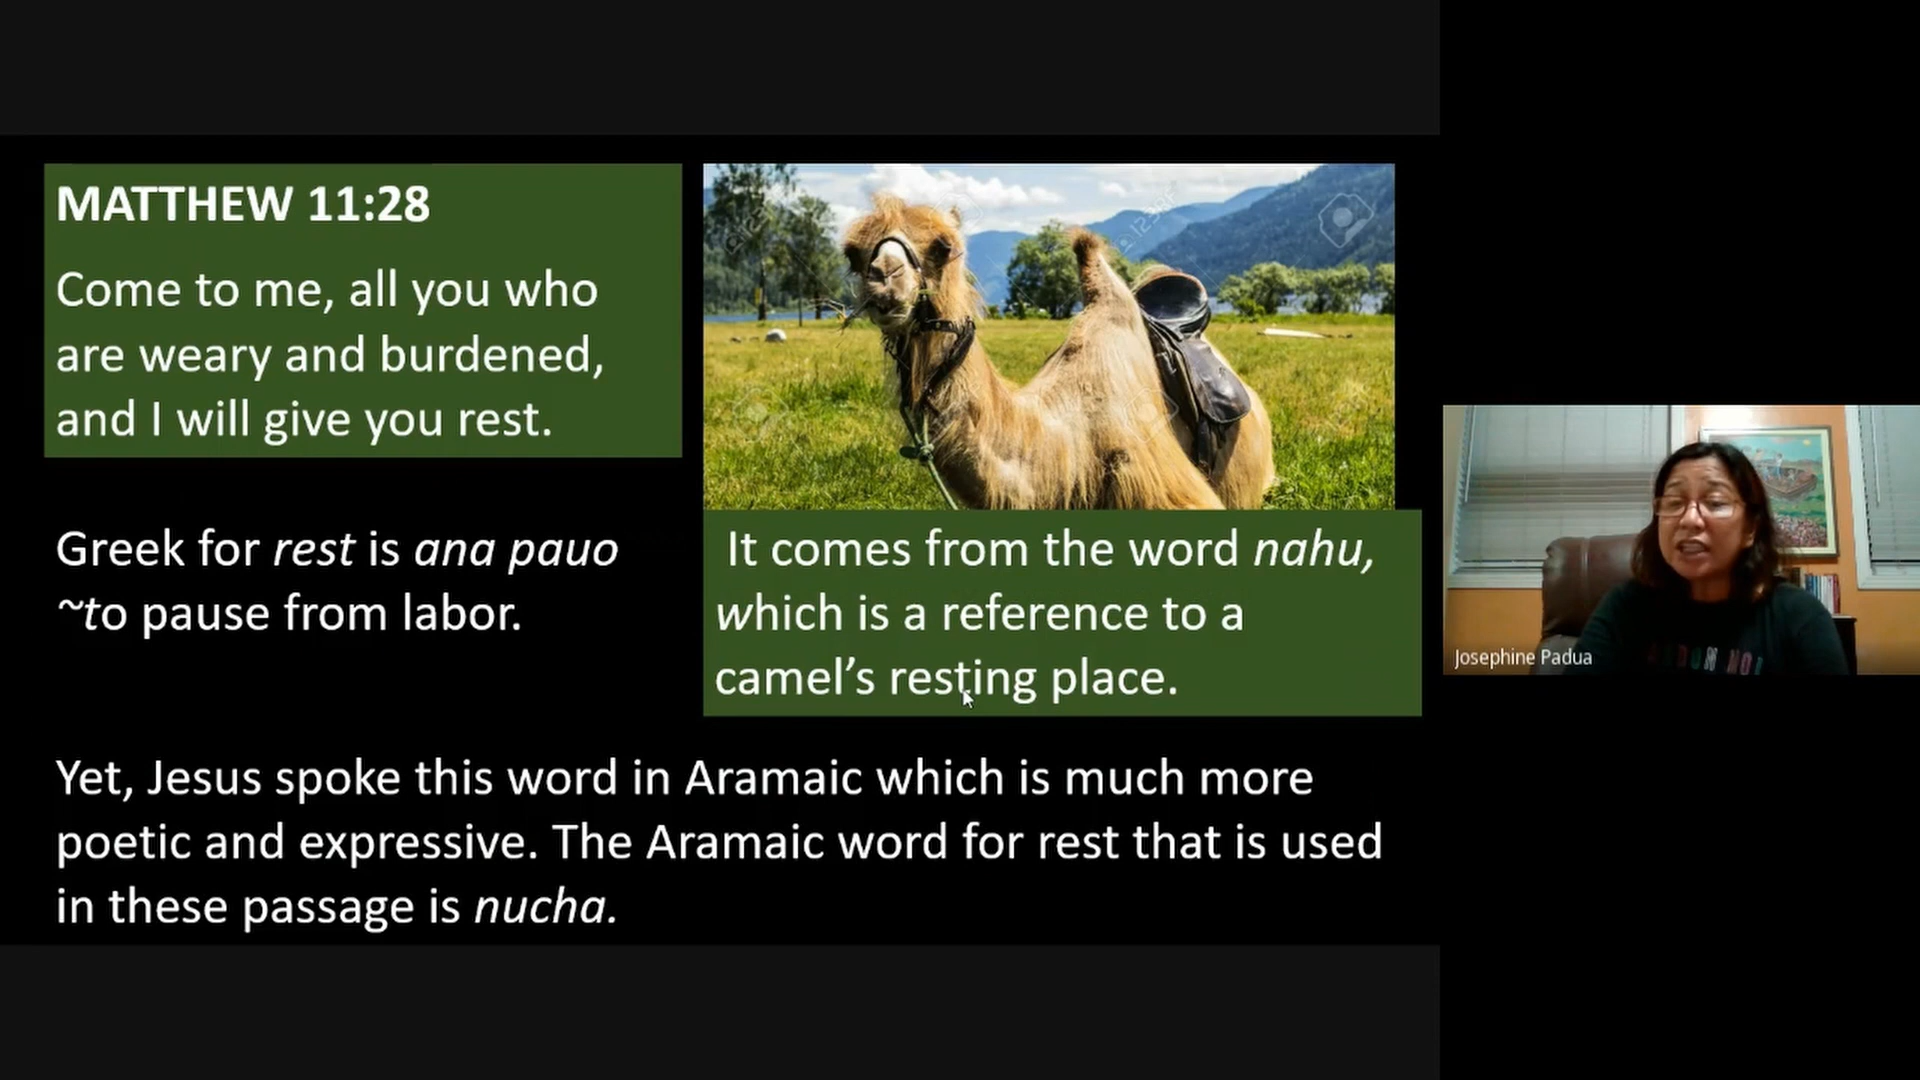 MATTHEW 11:28
Come to me, all you who
are weary and burdened,
and I will give you rest.
Greek for rest is ana pauo
~to pause from labor.
It comes from the word nahu,
which is a reference to a
camel’s resting place.
Yet, Jesus spoke this word in Aramaic which is much more
poetic and expressive. The Aramaic word for rest that is used
in these passage is nucha.
Josephine Padua